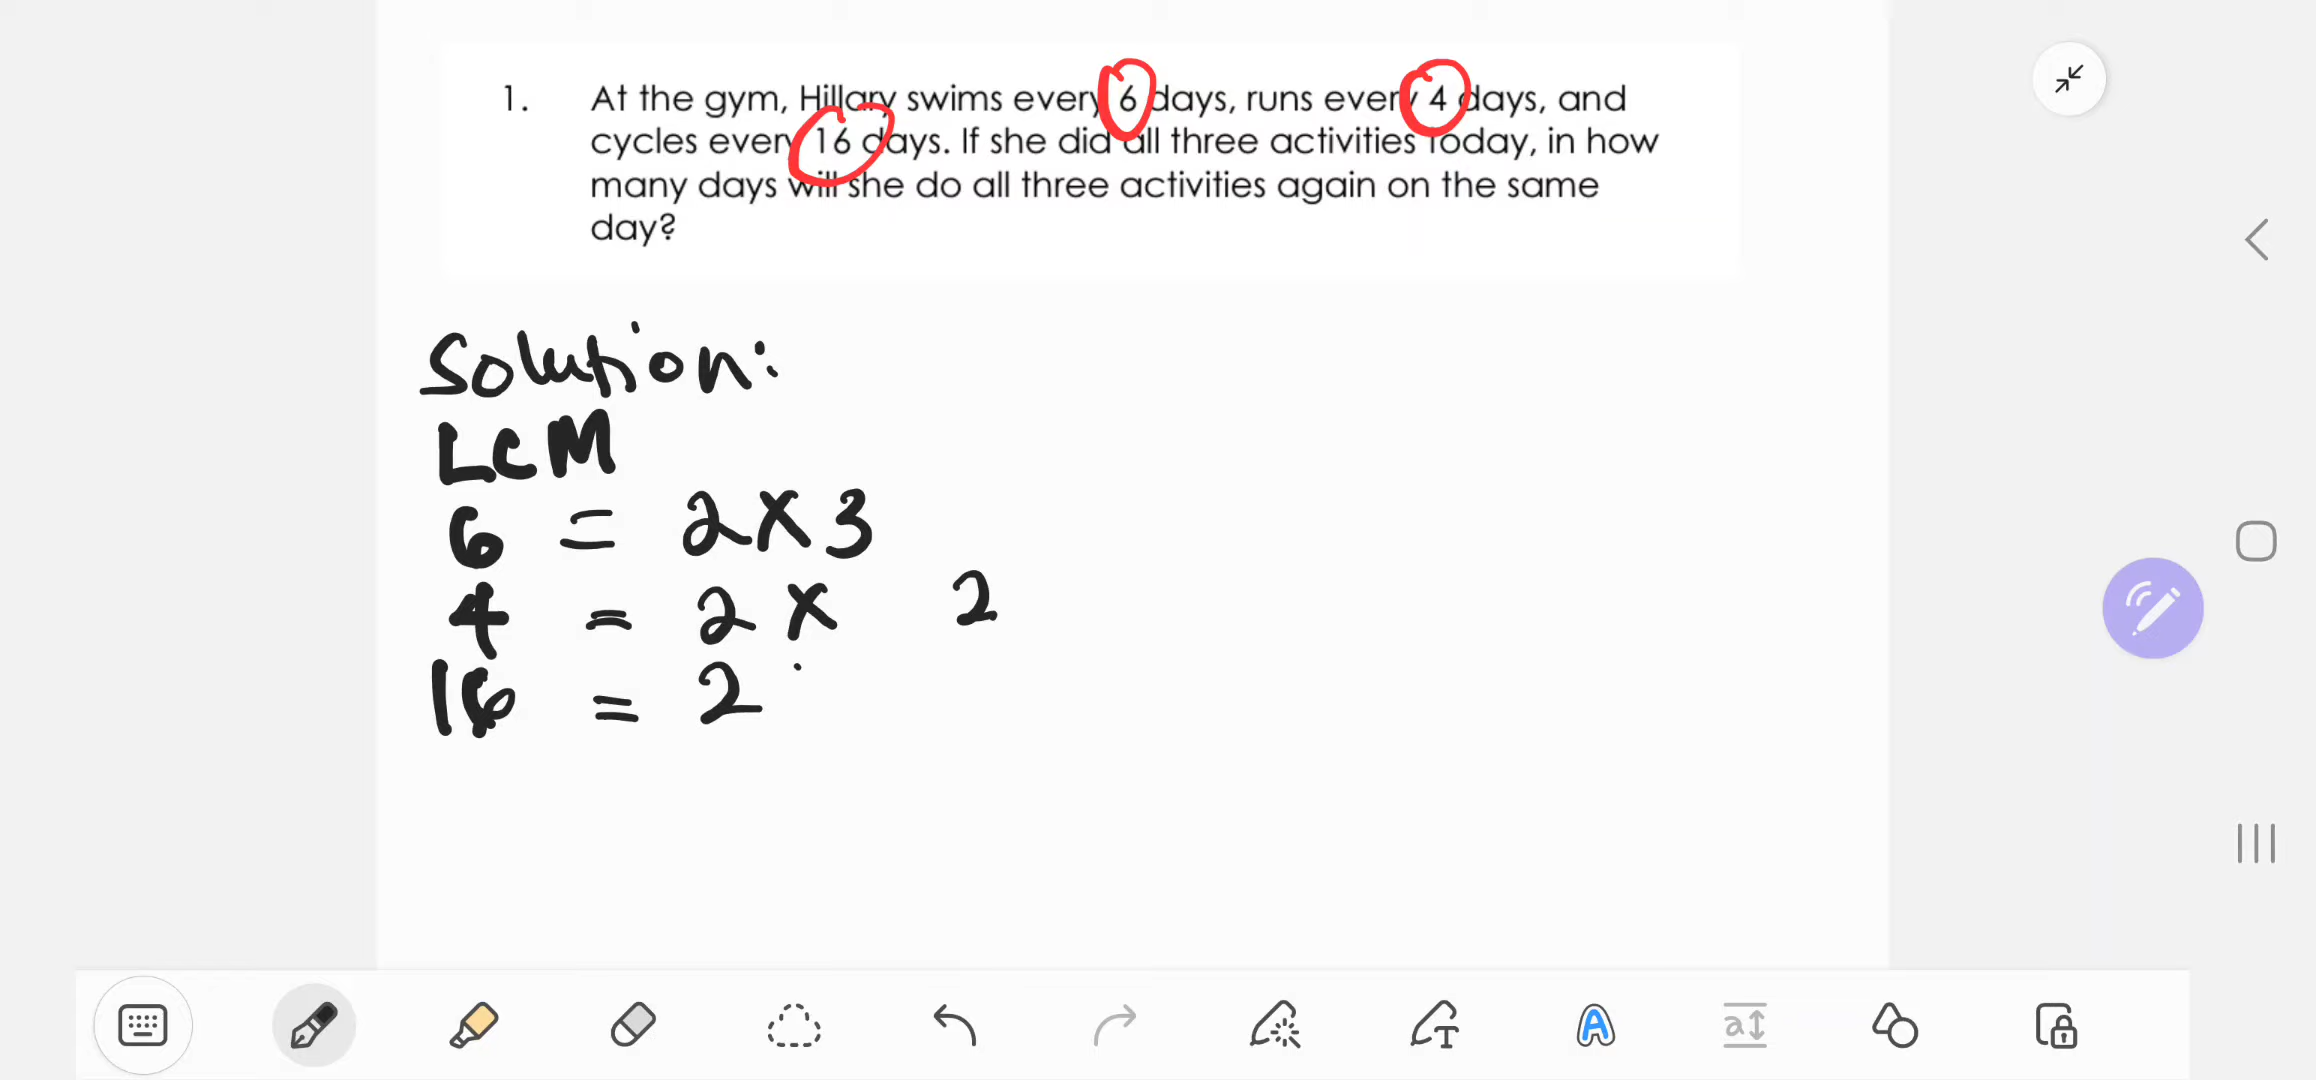 1. At the gym, Hillary swims every 6 days, runs every 4 days, and
cycles every 16 days. If she did all three activities today, in how
many days will she do all three activities again on the same
day?
Solution:
LCM
6 = 2 x 3
4 = 2 x 2
16 = 2